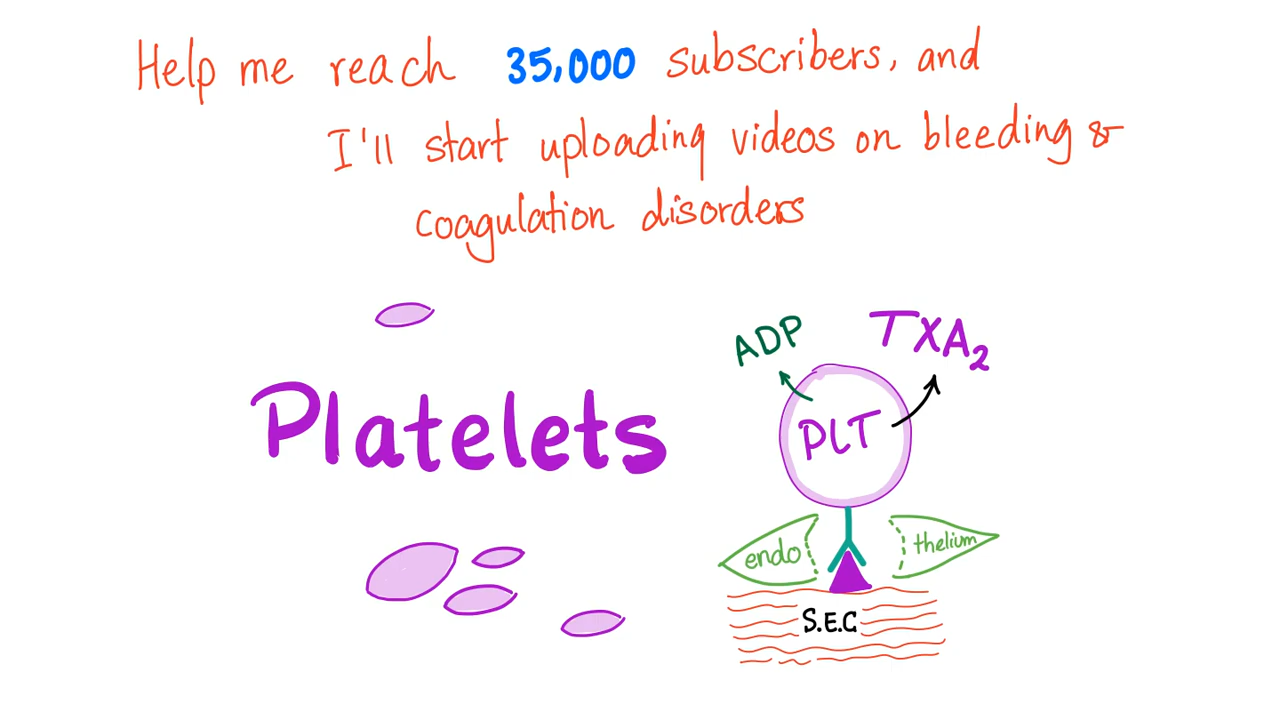 Help me reach 35,000 subscribers, and
I'll start uploading videos on bleeding &
coagulation disorders
ADP
TXA2
Platelets
PLT
endo
thelium
S.E.C